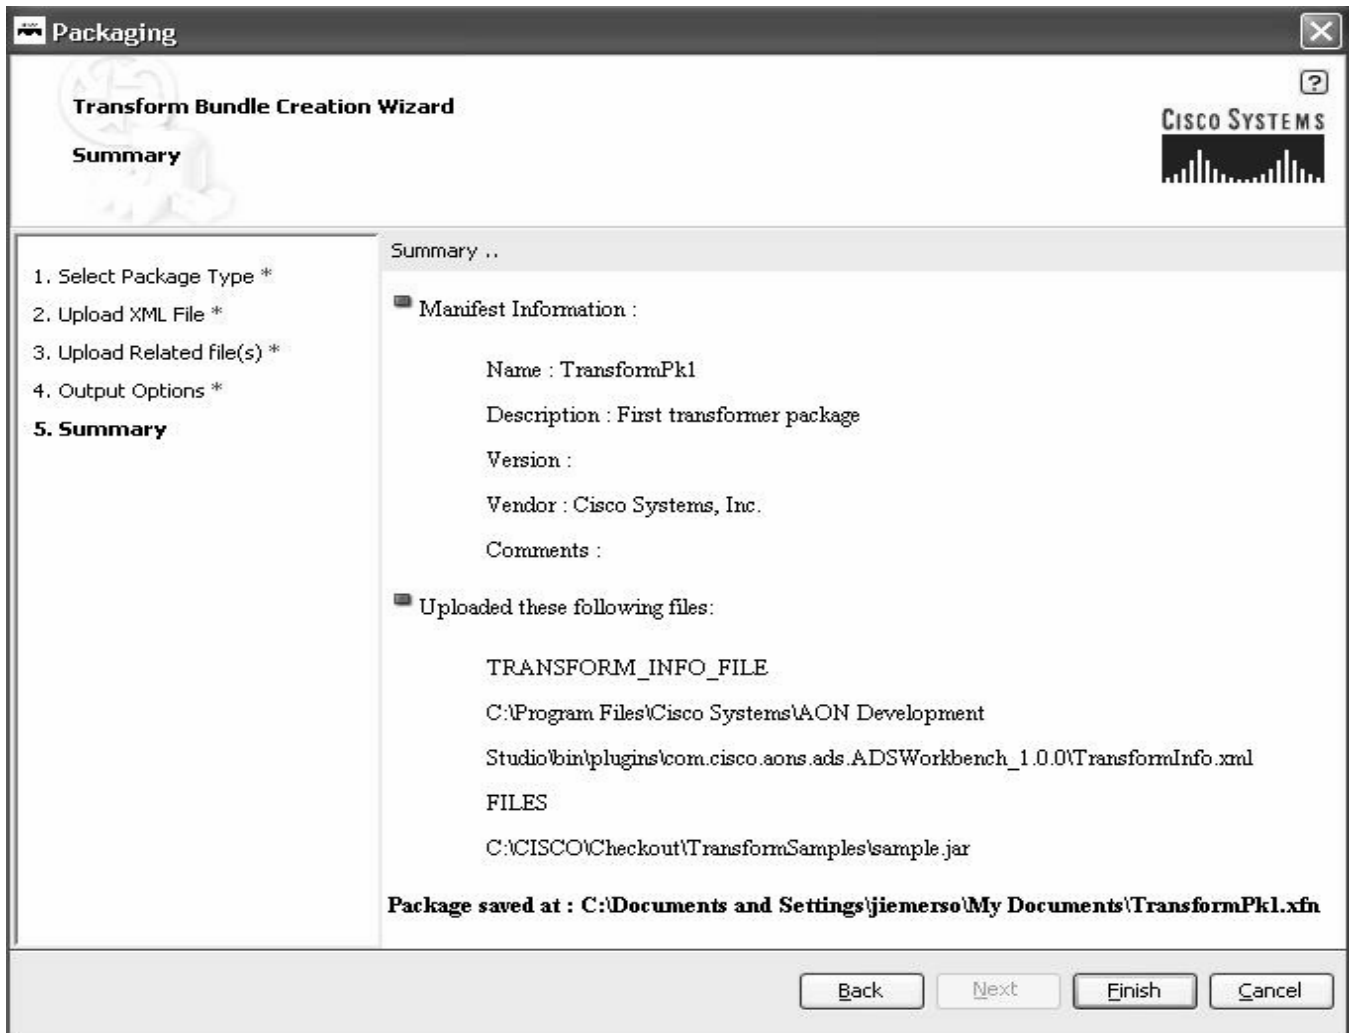 Packaging
Transform Bundle Creation Wizard
Summary
?
CISCO SYSTEMS
1. Select Package Type *
2. Upload XML File *
3. Upload Related file(s) *
4. Output Options *
5. Summary
Summary ..
Manifest Information :
Name : TransformPk1
Description : First transformer package
Version :
Vendor : Cisco Systems, Inc.
Comments :
Uploaded these following files:
TRANSFORM_INFO_FILE
C:\Program Files\Cisco Systems\AON Development
Studio\bin\plugins\com.cisco.aons.ads.ADSWorkbench_1.0.0\TransformInfo.xml
FILES
C:\CISCO\Checkout\TransformSamples\sample.jar
Package saved at : C:\Documents and Settings\jiemerso\My Documents\TransformPk1.xfn
Back
Next
Finish
Cancel